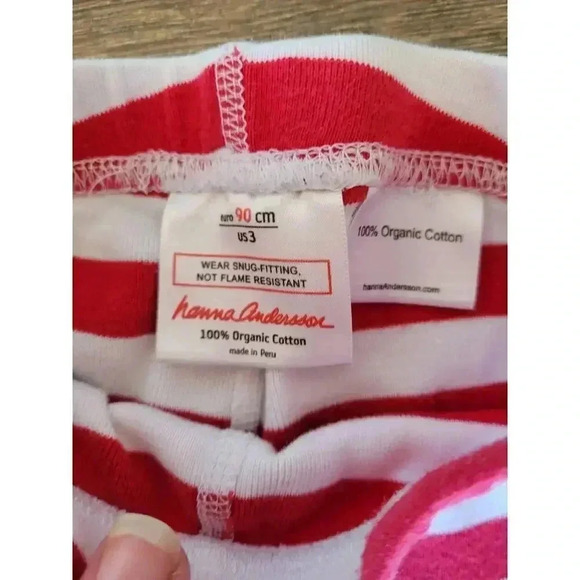 EURO 90 cm
US 3
WEAR SNUG-FITTING,
NOT FLAME RESISTANT
hanna Andersson
100% Organic Cotton
made in Peru
100% Organic Cotton
hannaAndersson.com